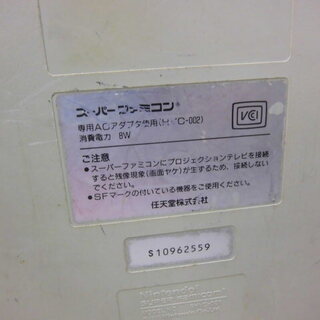 スーパーファミコン®
専用ACアダプタ使用(HVC-002)
消費電力 8W
VCI
ご注意
●スーパーファミコンにプロジェクションテレビを接続
すると残像現象(画面ヤケ)が生ずるため、接続しない
でください。
●SFマークの付いている機器をご使用ください。
任天堂株式会社
S10962559
Nintendo
SUPER FAMICOM